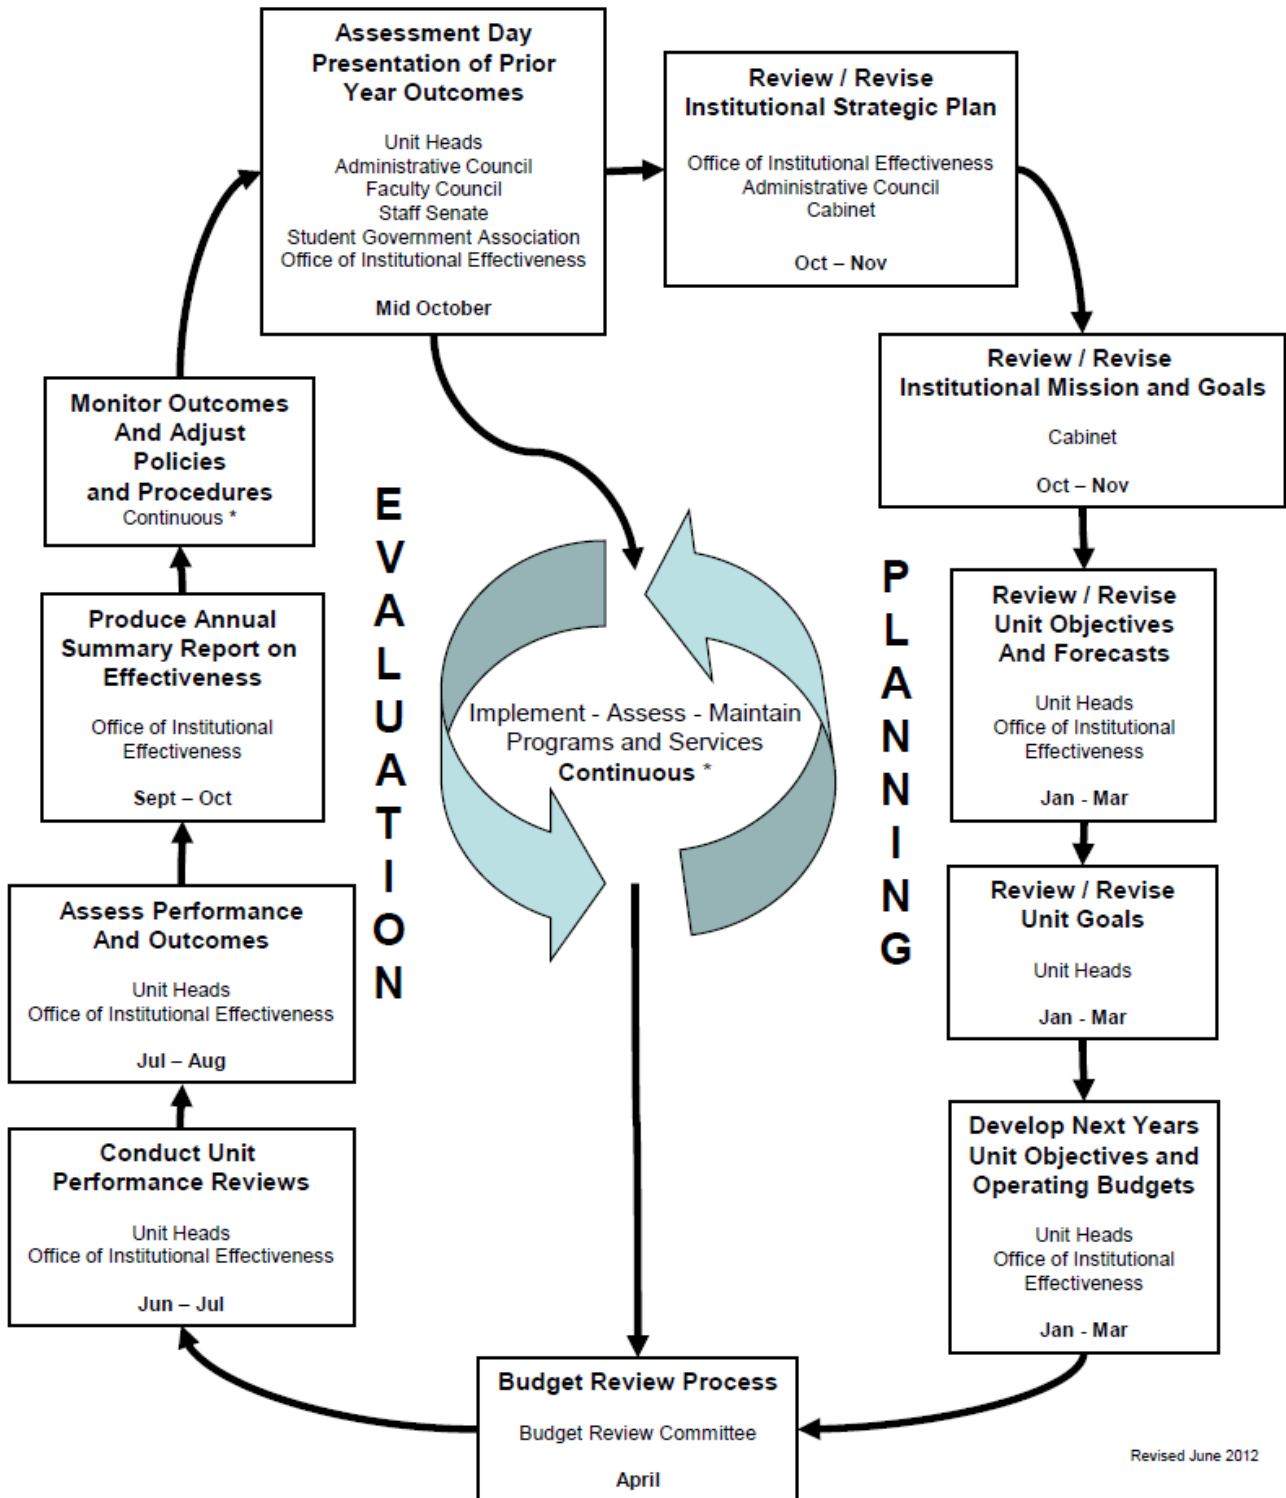 Assessment Day
Presentation of Prior
Year Outcomes
Unit Heads
Administrative Council
Faculty Council
Staff Senate
Student Government Association
Office of Institutional Effectiveness
Mid October
Review / Revise
Institutional Strategic Plan
Office of Institutional Effectiveness
Administrative Council
Cabinet
Oct – Nov
Review / Revise
Institutional Mission and Goals
Cabinet
Oct – Nov
Review / Revise
Unit Objectives
And Forecasts
Unit Heads
Office of Institutional
Effectiveness
Jan - Mar
Review / Revise
Unit Goals
Unit Heads
Jan - Mar
Develop Next Years
Unit Objectives and
Operating Budgets
Unit Heads
Office of Institutional
Effectiveness
Jan - Mar
Budget Review Process
Budget Review Committee
April
Conduct Unit
Performance Reviews
Unit Heads
Office of Institutional Effectiveness
Jun – Jul
Assess Performance
And Outcomes
Unit Heads
Office of Institutional Effectiveness
Jul – Aug
Produce Annual
Summary Report on
Effectiveness
Office of Institutional
Effectiveness
Sept – Oct
Monitor Outcomes
And Adjust
Policies
and Procedures
Continuous *
EVALUATION
Implement - Assess - Maintain
Programs and Services
Continuous *
PLANNING
Revised June 2012